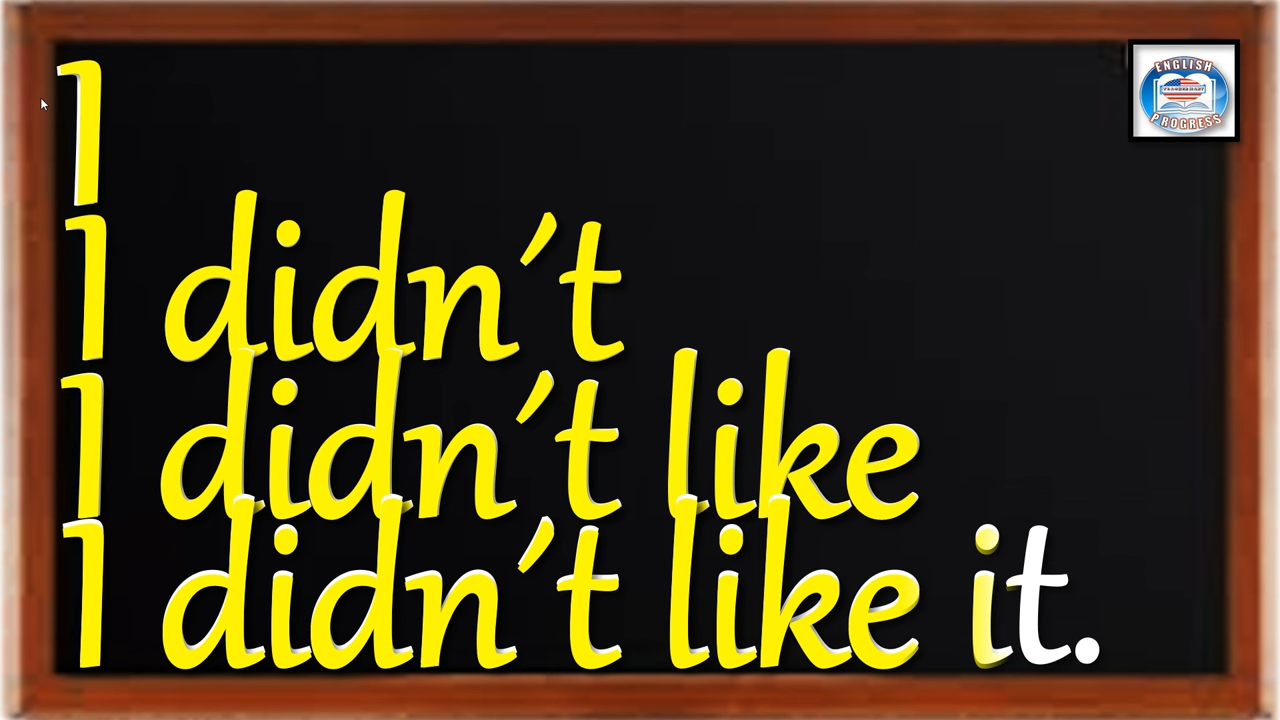 I
I didn't
I didn't like
I didn't like it.
ENGLISH
PROGRESS